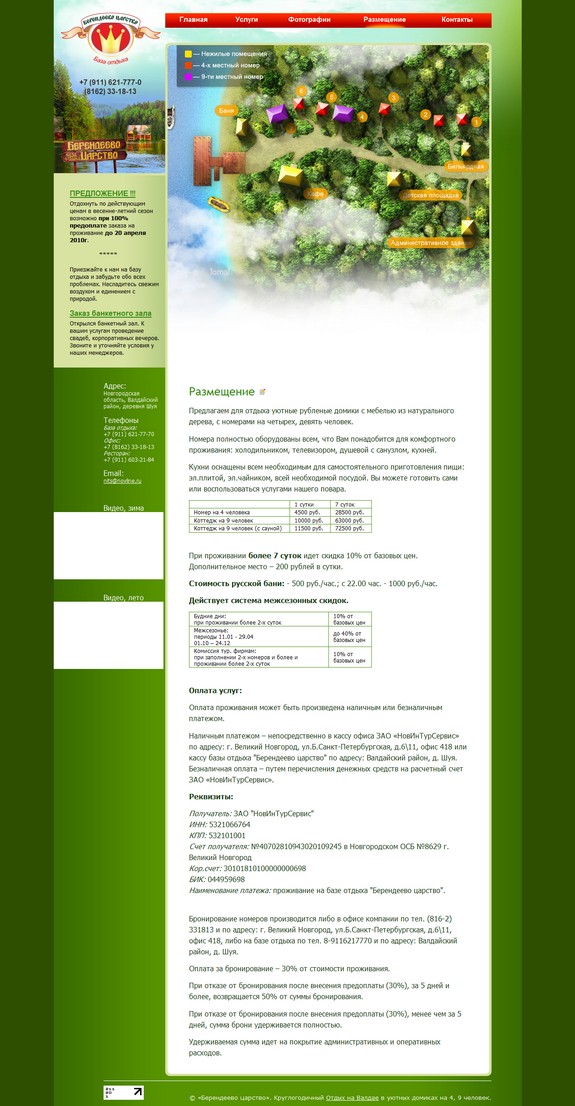 Главная Услуги Фотографии Размещение Контакты
БЕРЕНДЕЕВО ЦАРСТВО
База отдыха
+7 (911) 621-777-0
(8162) 33-18-13
БЕРЕНДЕЕВО
ЦАРСТВО
— Нежилые помещения
— 4-х местный номер
— 9-ти местный номер
Баня
6
5
4
3
2
1
Бильярдная
Кафе
Детская площадка
Административное здание
ПРЕДЛОЖЕНИЕ !!!
Отдохнуть по действующим
ценам в весенне-летний сезон
возможно при 100%
предоплате заказа на
проживание до 20 апреля
2010г.
*****
Приезжайте к нам на базу
отдыха и забудьте обо всех
проблемах. Насладитесь свежим
воздухом и единением с
природой.
Заказ банкетного зала
Открылся банкетный зал. К
вашим услугам проведение
свадеб, корпоративных вечеров.
Звоните и уточняйте условия у
наших менеджеров.
Адрес:
Новгородская
область, Валдайский
район, деревня Шуя
Телефоны
База отдыха:
+7 (911) 621-77-70
Офис:
+7 (8162) 33-18-13
Ресторан:
+7 (911) 603-21-84
Email:
nits@novline.ru
Видео, зима
Видео, лето
Размещение
Предлагаем для отдыха уютные рубленые домики с мебелью из натурального
дерева, с номерами на четырех, девять человек.
Номера полностью оборудованы всем, что Вам понадобится для комфортного
проживания: холодильником, телевизором, душевой с санузлом, кухней.
Кухни оснащены всем необходимым для самостоятельного приготовления пищи:
эл.плитой, эл.чайником, всей необходимой посудой. Вы можете готовить сами
или воспользоваться услугами нашего повара.
1 сутки 7 суток
Номер на 4 человека 4500 руб. 28500 руб.
Коттедж на 9 человек 10000 руб. 63000 руб.
Коттедж на 9 человек (с сауной) 11500 руб. 72500 руб.
При проживании более 7 суток идет скидка 10% от базовых цен.
Дополнительное место – 200 рублей в сутки.
Стоимость русской бани: - 500 руб./час.; с 22.00 час. - 1000 руб./час.
Действует система межсезонных скидок.
Будние дни:
при проживании более 2-х суток
10% от
базовых цен
Межсезонье:
периоды 11.01 - 29.04
01.10 – 24.12
до 40% от
базовых цен
Комиссия тур. фирмам:
при заполнении 2-х номеров и более и
проживании более 2-х суток
10% от
базовых цен
Оплата услуг:
Оплата проживания может быть произведена наличным или безналичным
платежом.
Наличным платежом – непосредственно в кассу офиса ЗАО «НовИнТурСервис»
по адресу: г. Великий Новгород, ул.Б.Санкт-Петербургская, д.6\11, офис 418 или
кассу базы отдыха "Берендеево царство" по адресу: Валдайский район, д. Шуя.
Безналичная оплата – путем перечисления денежных средств на расчетный счет
ЗАО «НовИнТурСервис».
Реквизиты:
Получатель: ЗАО "НовИнТурСервис"
ИНН: 5321066764
КПП: 532101001
Счет получателя: №40702810943020109245 в Новгородском ОСБ №8629 г.
Великий Новгород
Кор.счет: 30101810100000000698
БИК: 044959698
Наименование платежа: проживание на базе отдыха "Берендеево царство".
Бронирование номеров производится либо в офисе компании по тел. (816-2)
331813 и по адресу: г. Великий Новгород, ул.Б.Санкт-Петербургская, д.6\11,
офис 418, либо на базе отдыха по тел. 8-9116217770 и по адресу: Валдайский
район, д. Шуя.
Оплата за бронирование – 30% от стоимости проживания.
При отказе от бронирования после внесения предоплаты (30%), за 5 дней и
более, возвращается 50% от суммы бронирования.
При отказе от бронирования после внесения предоплаты (30%), менее чем за 5
дней, сумма брони удерживается полностью.
Удерживаемая сумма идет на покрытие административных и оперативных
расходов.
© «Берендеево царство». Круглогодичный Отдых на Валдае в уютных домиках на 4, 9 человек.